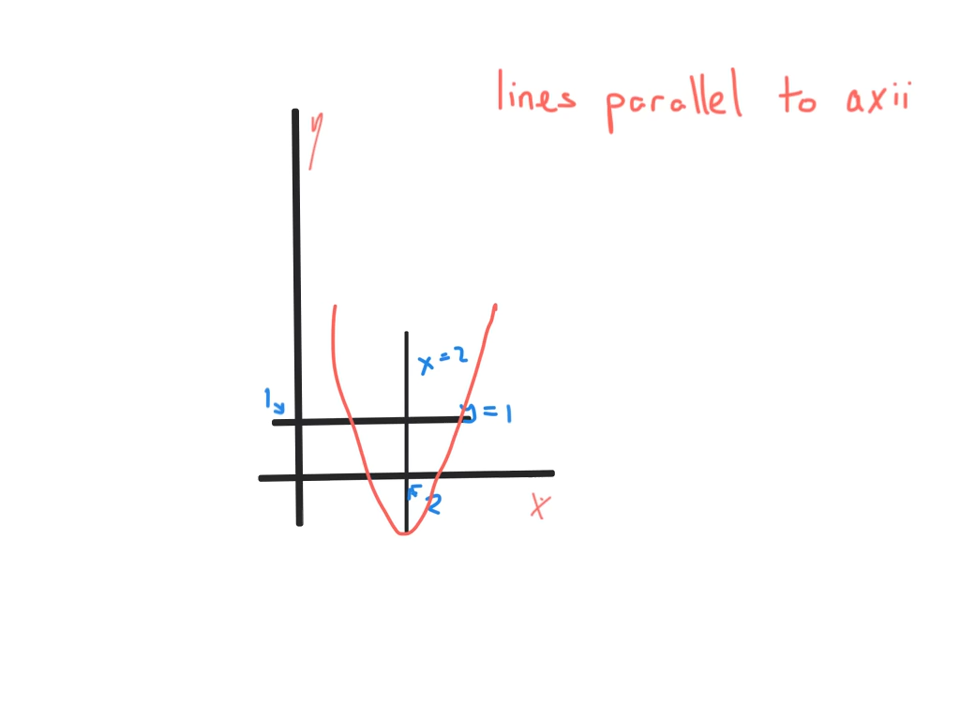 lines parallel to axii
y
x = 2
1
y = 1
2
x